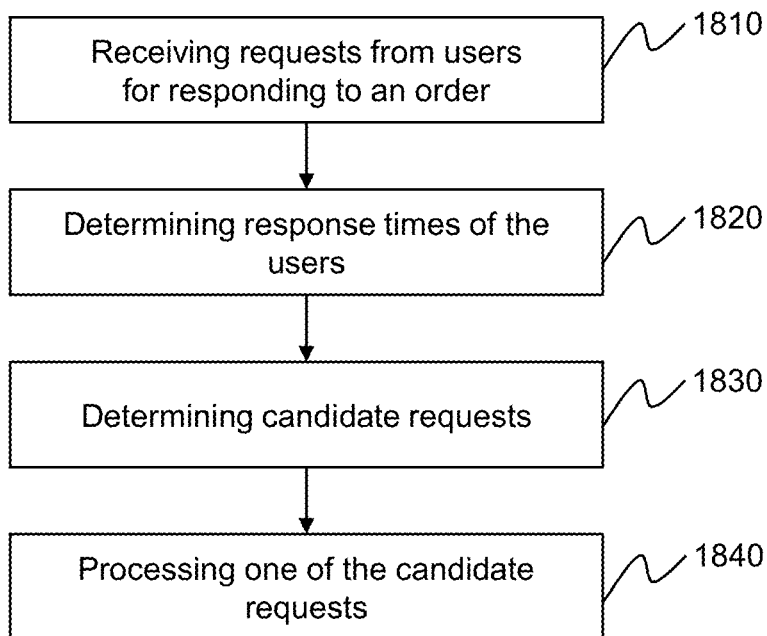 Receiving requests from users
for responding to an order
1810
Determining response times of the
users
1820
Determining candidate requests
1830
Processing one of the candidate
requests
1840